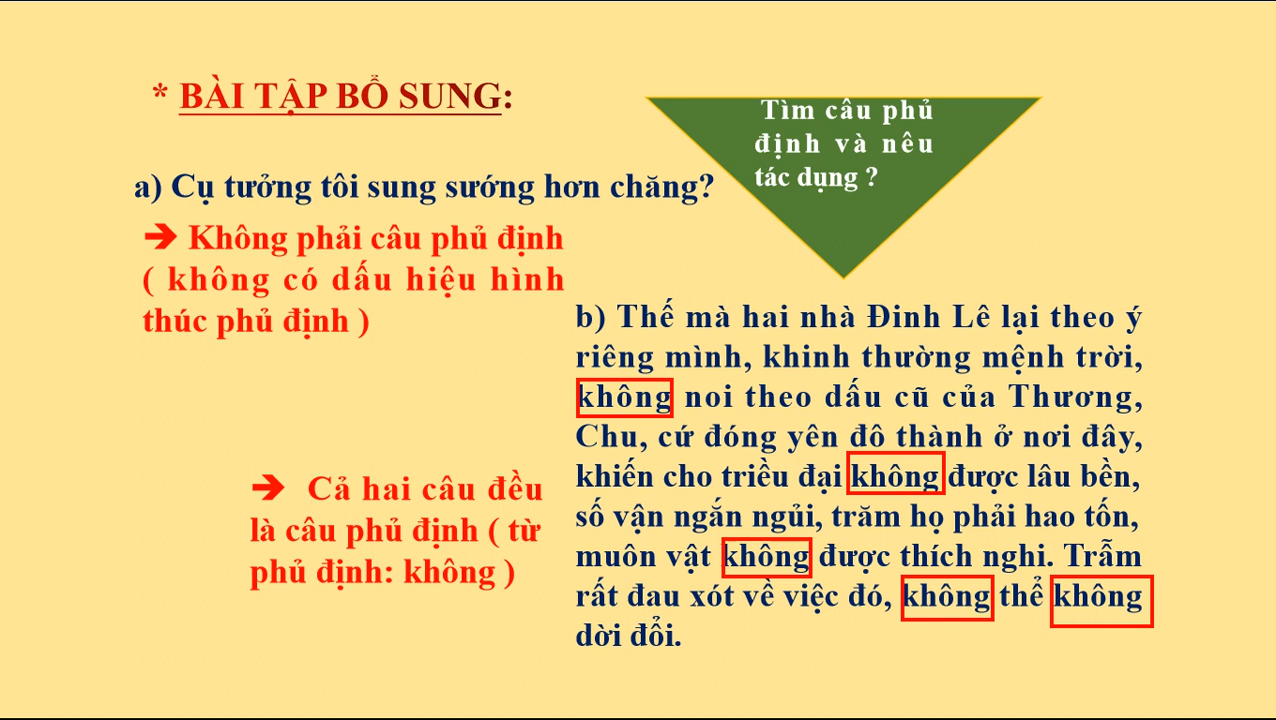 * BÀI TẬP BỔ SUNG:
Tìm câu phủ
định và nêu
tác dụng ?
a) Cụ tưởng tôi sung sướng hơn chăng?
➔ Không phải câu phủ định
( không có dấu hiệu hình
thúc phủ định )
b) Thế mà hai nhà Đinh Lê lại theo ý
riêng mình, khinh thường mệnh trời,
không noi theo dấu cũ của Thương,
Chu, cứ đóng yên đô thành ở nơi đây,
khiến cho triều đại không được lâu bền,
số vận ngắn ngủi, trăm họ phải hao tốn,
muôn vật không được thích nghi. Trẫm
rất đau xót về việc đó, không thể không
dời đổi.
➔ Cả hai câu đều
là câu phủ định ( từ
phủ định: không )